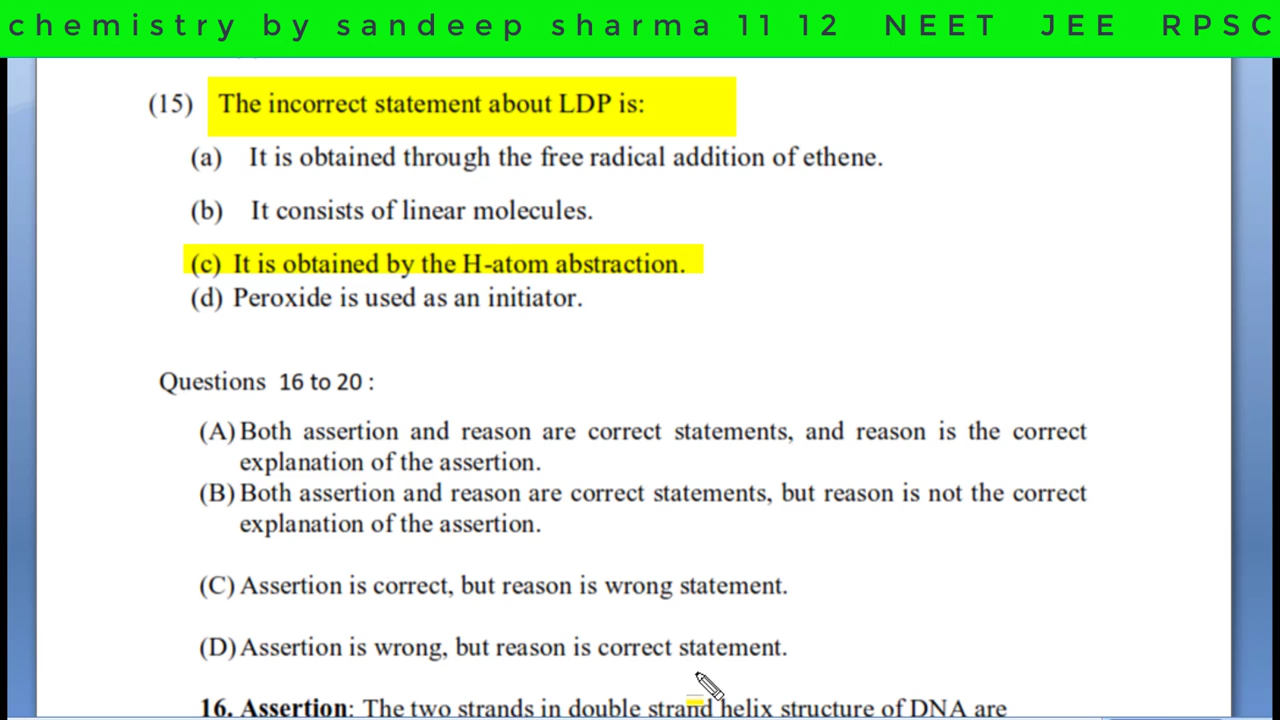 chemistry by sandeep sharma 11 12 NEET JEE RPSC
(15) The incorrect statement about LDP is:
(a) It is obtained through the free radical addition of ethene.
(b) It consists of linear molecules.
(c) It is obtained by the H-atom abstraction.
(d) Peroxide is used as an initiator.
Questions 16 to 20 :
(A) Both assertion and reason are correct statements, and reason is the correct
explanation of the assertion.
(B) Both assertion and reason are correct statements, but reason is not the correct
explanation of the assertion.
(C) Assertion is correct, but reason is wrong statement.
(D) Assertion is wrong, but reason is correct statement.
16. Assertion: The two strands in double strand helix structure of DNA are